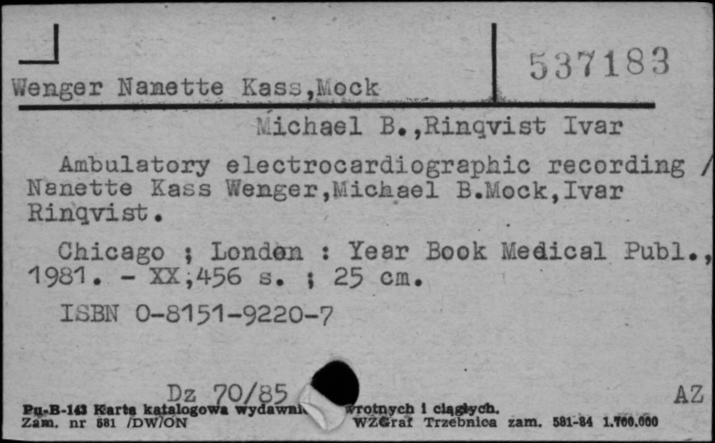 537183
Wenger Nanette Kass,Mock
Michael B.,Rinqvist Ivar
Ambulatory electrocardiographic recording /
Nanette Kass Wenger,Michael B.Mock,Ivar
Rinqvist.
Chicago ; London : Year Book Medical Publ.,
1981. - XX,456 s. ; 25 cm.
ISBN 0-8151-9220-7
Dz 70/85 AZ
Pu-B-143 Karta katalogowa wydawni wrotnych i ciągłych.
Zam. nr 581 /DW/ON WZGraf Trzebnica zam. 581-84 1.700.000